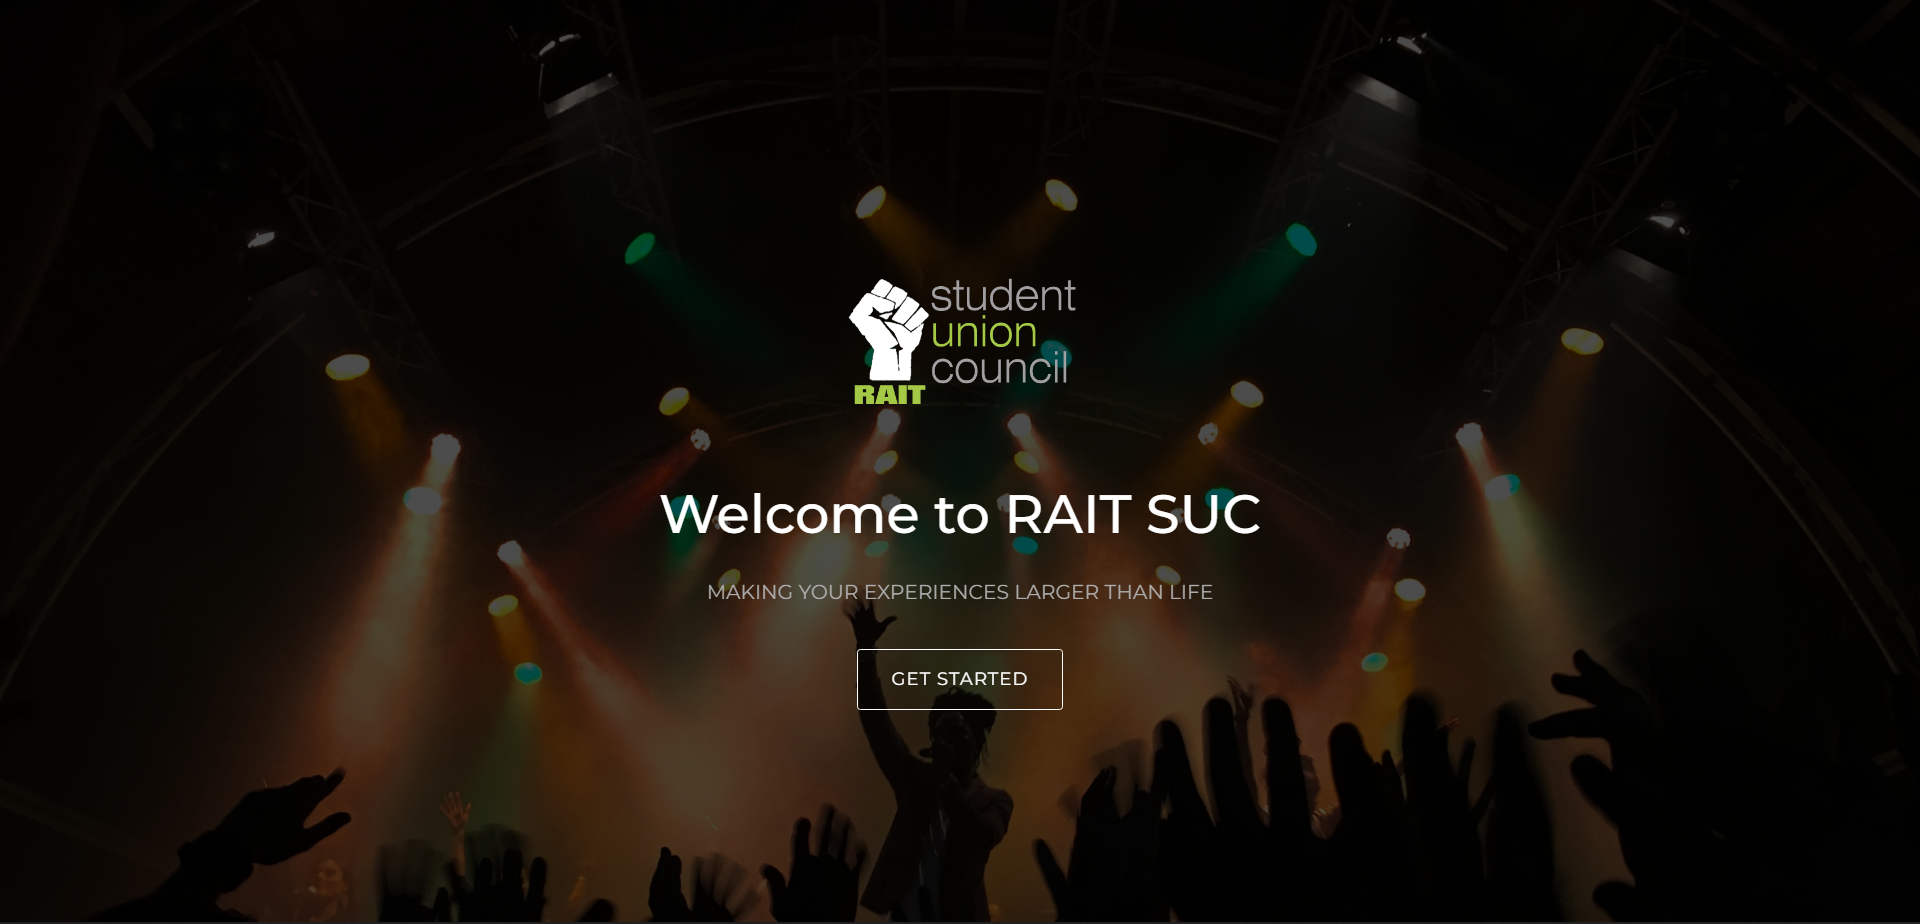 student
union
council
RAIT
Welcome to RAIT SUC
MAKING YOUR EXPERIENCES LARGER THAN LIFE
GET STARTED